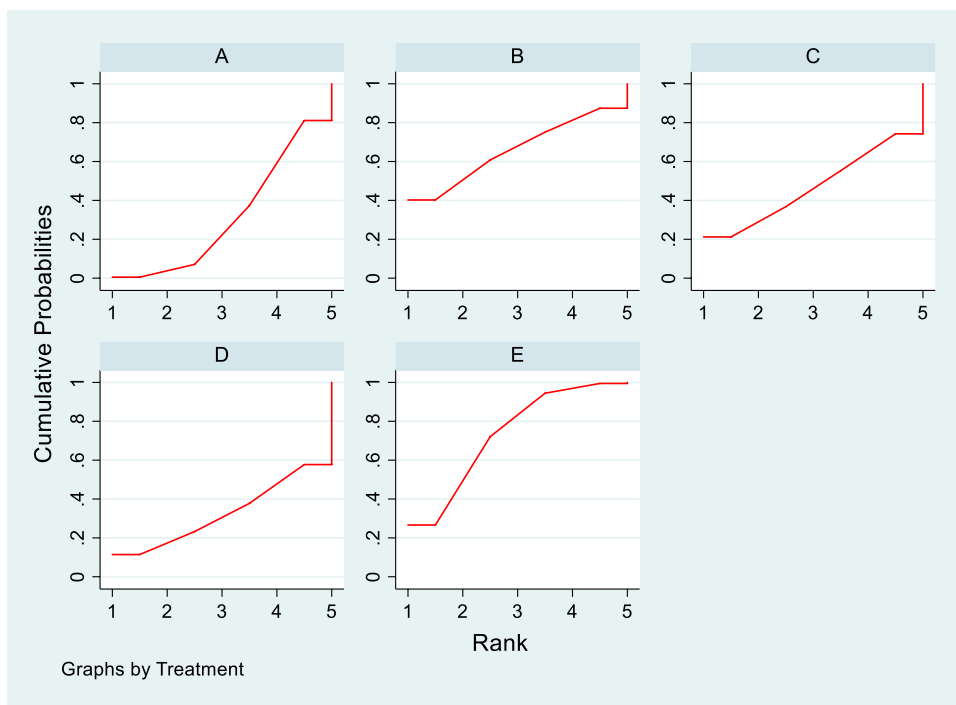 A
B
C
Cumulative Probabilities
0 .2 .4 .6 .8 1
0 .2 .4 .6 .8 1
0 .2 .4 .6 .8 1
1 2 3 4 5
1 2 3 4 5
1 2 3 4 5
D
E
0 .2 .4 .6 .8 1
0 .2 .4 .6 .8 1
1 2 3 4 5
1 2 3 4 5
Rank
Graphs by Treatment